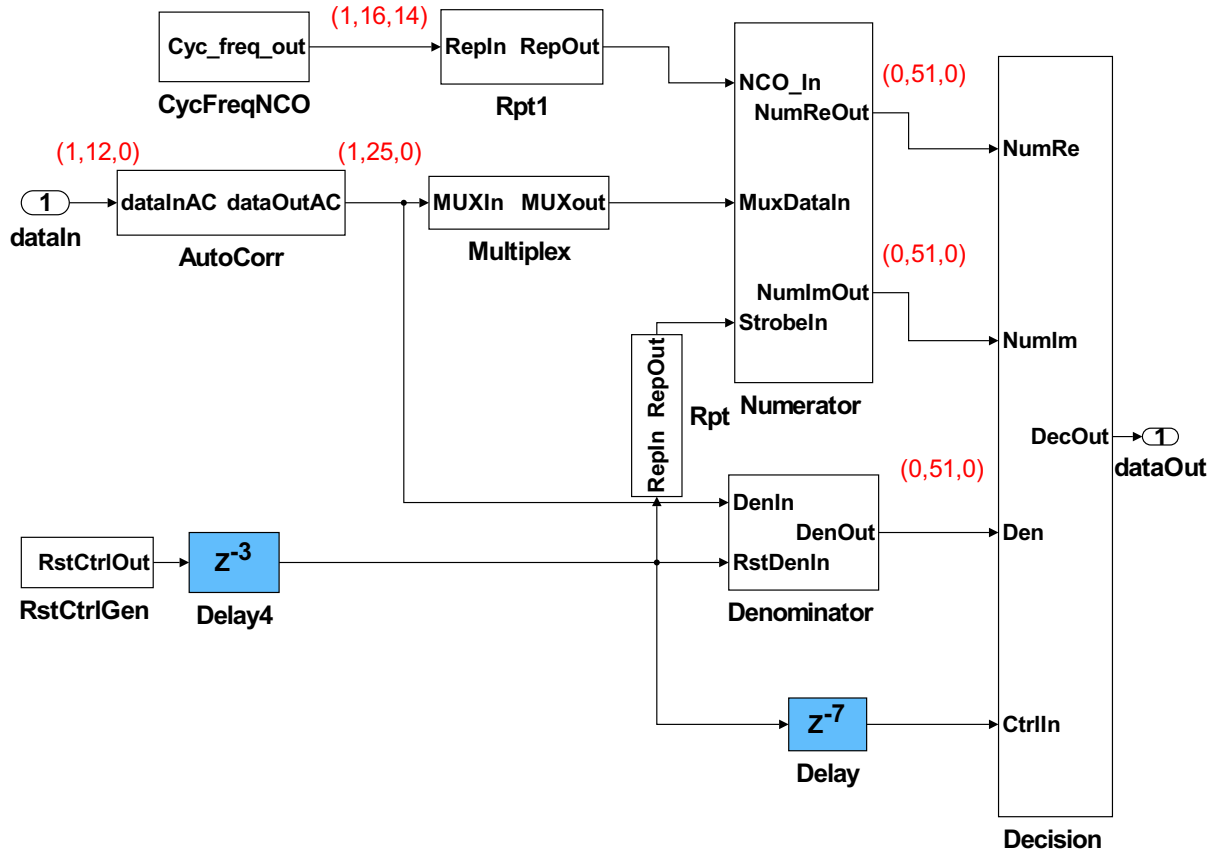 (1,16,14)
Cyc_freq_out
RepIn RepOut
CycFreqNCO
Rpt1
NCO_In
NumReOut
(0,51,0)
NumRe
(1,12,0)
(1,25,0)
1
dataInAC dataOutAC
MUXIn MUXout
MuxDataIn
dataIn
AutoCorr
Multiplex
(0,51,0)
NumImOut
StrobeIn
NumIm
RepIn RepOut
Rpt
Numerator
DecOut
1
dataOut
(0,51,0)
DenIn
DenOut
Den
RstCtrlOut
Z-3
RstDenIn
RstCtrlGen
Delay4
Denominator
Z-7
CtrlIn
Delay
Decision